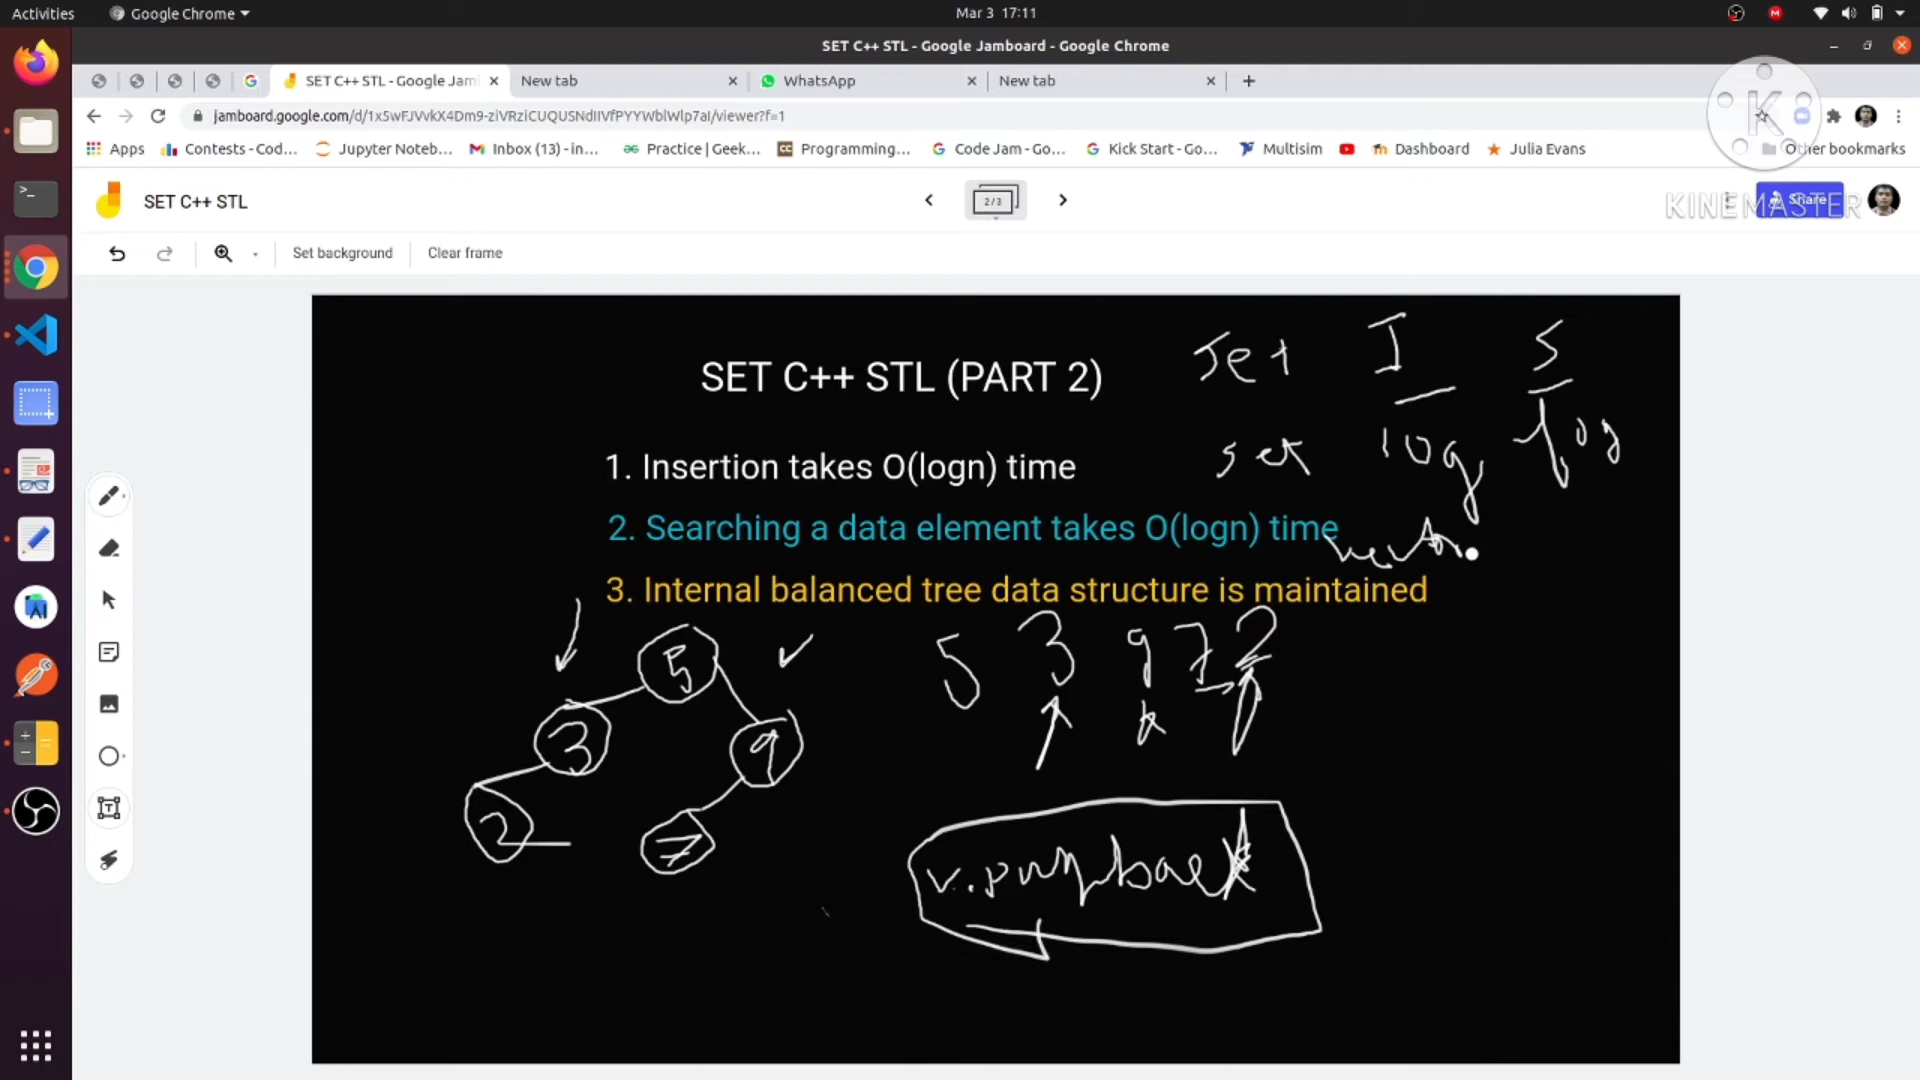 Activities
Google Chrome
Mar 3 17:11
SET C++ STL - Google Jamboard - Google Chrome
SET C++ STL - Google Jam
New tab
WhatsApp
New tab
jamboard.google.com/d/1x5wFJVvkX4Dm9-ziVRziCUQUSNdIIVfPYYWblWlp7aI/viewer?f=1
Apps
Contests - Cod...
Jupyter Noteb...
Inbox (13) - in...
Practice | Geek...
Programming...
Code Jam - Go...
Kick Start - Go...
Multisim
Dashboard
Julia Evans
Other bookmarks
K
KINEMASTER
SET C++ STL
2/3
Share
Set background
Clear frame
SET C++ STL (PART 2)
set I S
1. Insertion takes O(logn) time
set log log
2. Searching a data element takes O(logn) time
3. Internal balanced tree data structure is maintained
5 3 9 7 2
5
3 9
2 7